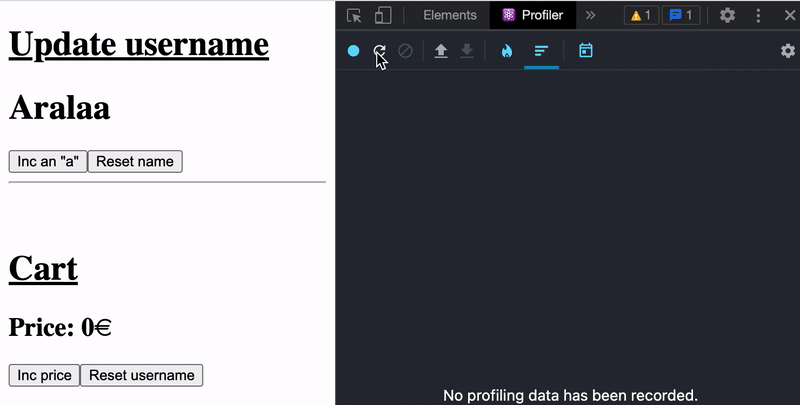 Update username
Aralaa
Inc an "a" Reset name
Cart
Price: 0€
Inc price Reset username
Elements Profiler » 1 1
No profiling data has been recorded.